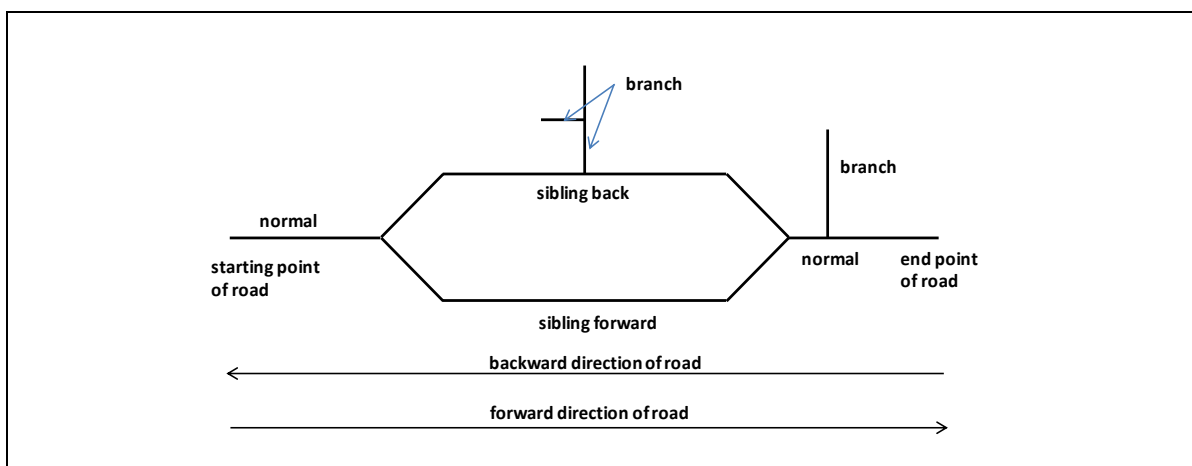 branch
branch
sibling back
normal
starting point
of road
normal
end point
of road
sibling forward
backward direction of road
forward direction of road